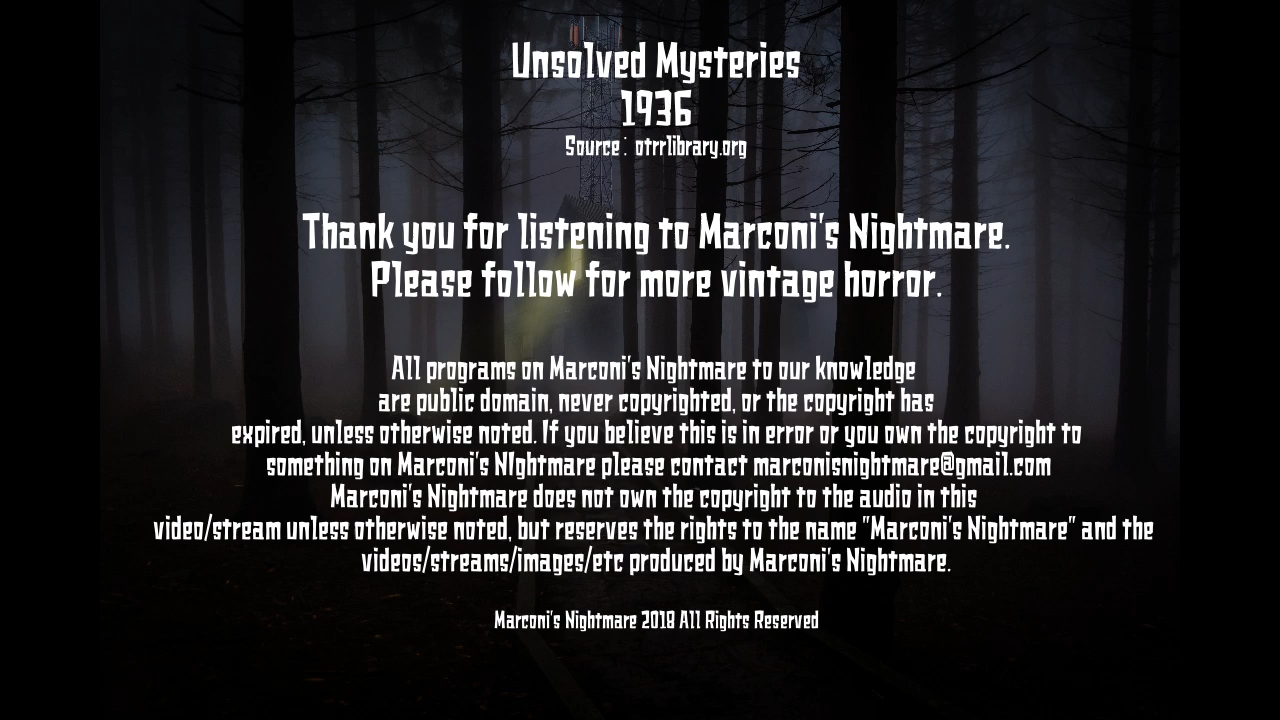 Unsolved Mysteries
1936
Source: otrrlibrary.org
Thank you for listening to Marconi's Nightmare.
Please follow for more vintage horror.
All programs on Marconi's Nightmare to our knowledge
are public domain, never copyrighted, or the copyright has
expired, unless otherwise noted. If you believe this is in error or you own the copyright to
something on Marconi's NIghtmare please contact marconisnightmare@gmail.com
Marconi's Nightmare does not own the copyright to the audio in this
video/stream unless otherwise noted, but reserves the rights to the name "Marconi's Nightmare" and the
videos/streams/images/etc produced by Marconi's Nightmare.
Marconi's Nightmare 2018 All Rights Reserved